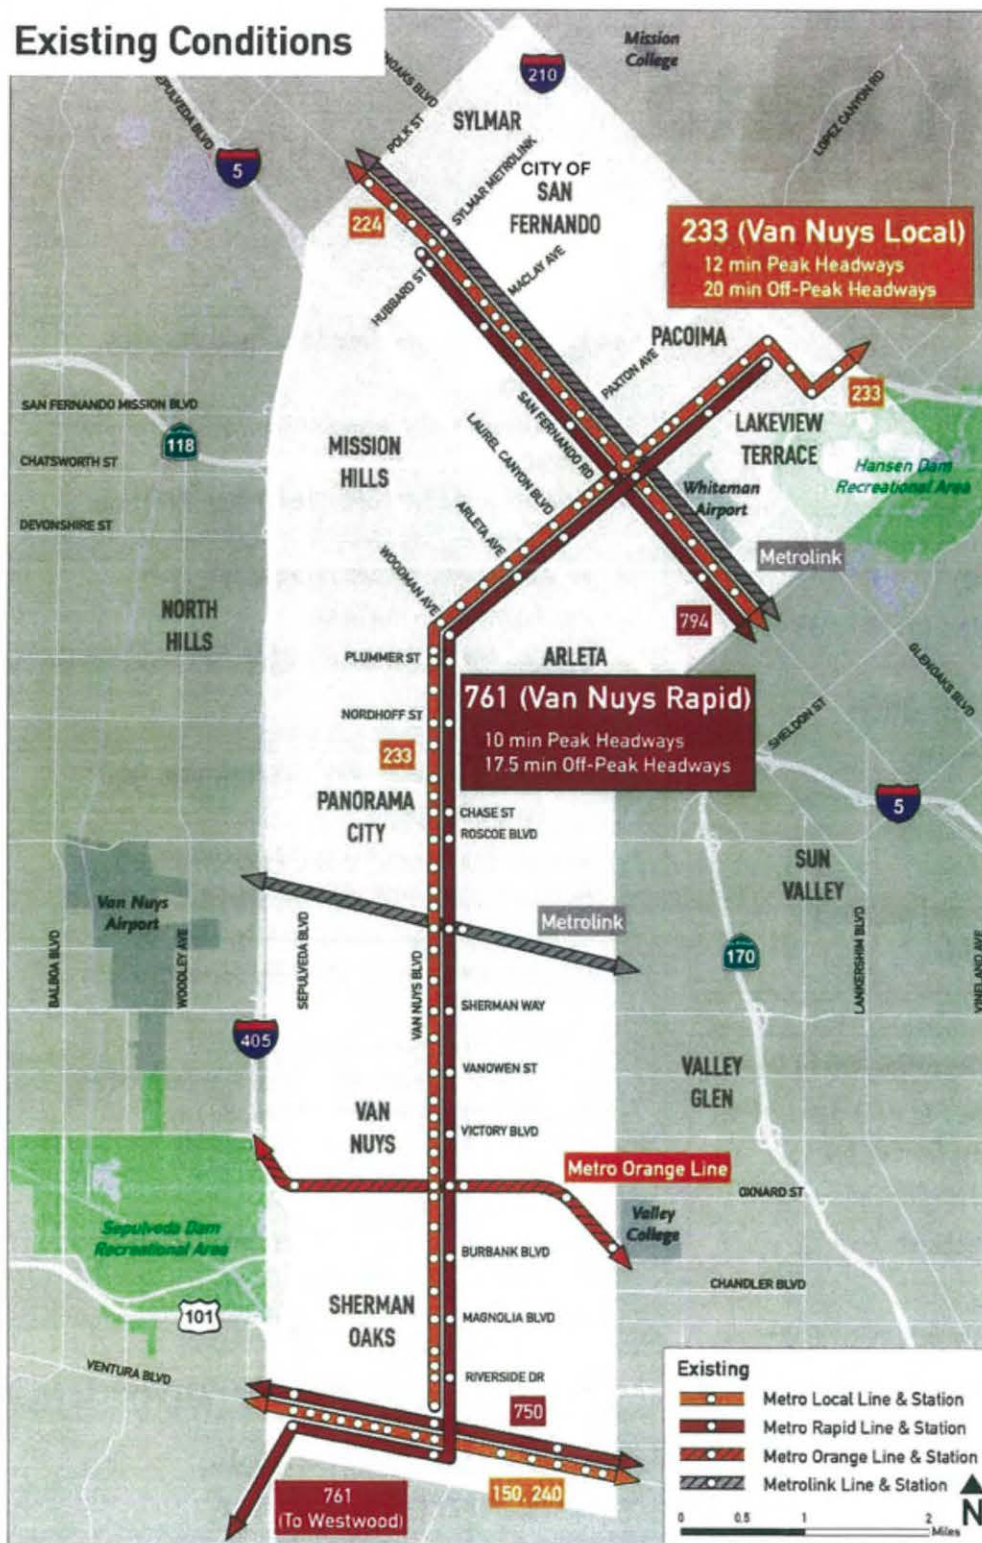 Existing Conditions
Mission
College
210
SEPULVEDA BLVD
POLK ST
SYLMAR
LOPEZ CANYON RD
5
SYLMAR METROLINK
CITY OF
SAN
FERNANDO
224
233 (Van Nuys Local)
12 min Peak Headways
20 min Off-Peak Headways
HUBBARD ST
MACLAY AVE
PACOIMA
PAXTON AVE
233
SAN FERNANDO MISSION BLVD
118
SAN FERNANDO RD
LAKEVIEW
TERRACE
LAUREL CANYON BLVD
MISSION
HILLS
CHATSWORTH ST
Hansen Dam
Recreational Area
Whiteman
Airport
DEVONSHIRE ST
ARLETA AVE
Metrolink
WOODMAN AVE
NORTH
HILLS
794
PLUMMER ST
ARLETA
GLENOAKS BLVD
761 (Van Nuys Rapid)
10 min Peak Headways
17.5 min Off-Peak Headways
NORDHOFF ST
SHELDON ST
233
PANORAMA
CITY
CHASE ST
ROSCOE BLVD
5
SUN
VALLEY
Van Nuys
Airport
Metrolink
BALBOA BLVD
WOODLEY AVE
SEPULVEDA BLVD
VAN NUYS BLVD
170
LANKERSHIM BLVD
VINELAND AVE
SHERMAN WAY
405
VANOWEN ST
VALLEY
GLEN
VAN
NUYS
VICTORY BLVD
Metro Orange Line
OXNARD ST
Valley
College
Sepulveda Dam
Recreational Area
BURBANK BLVD
CHANDLER BLVD
101
SHERMAN
OAKS
MAGNOLIA BLVD
VENTURA BLVD
RIVERSIDE DR
750
150, 240
761
(To Westwood)
Existing
Metro Local Line & Station
Metro Rapid Line & Station
Metro Orange Line & Station
Metrolink Line & Station
N
0 0.5 1 2
Miles